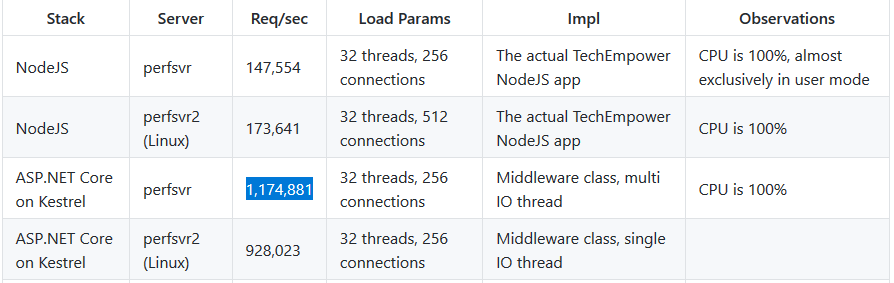 Stack Server Req/sec Load Params Impl Observations
NodeJS perfsvr 147,554 32 threads, 256 connections The actual TechEmpower NodeJS app CPU is 100%, almost exclusively in user mode
NodeJS perfsvr2 (Linux) 173,641 32 threads, 512 connections The actual TechEmpower NodeJS app CPU is 100%
ASP.NET Core on Kestrel perfsvr 1,174,881 32 threads, 256 connections Middleware class, multi IO thread CPU is 100%
ASP.NET Core on Kestrel perfsvr2 (Linux) 928,023 32 threads, 256 connections Middleware class, single IO thread